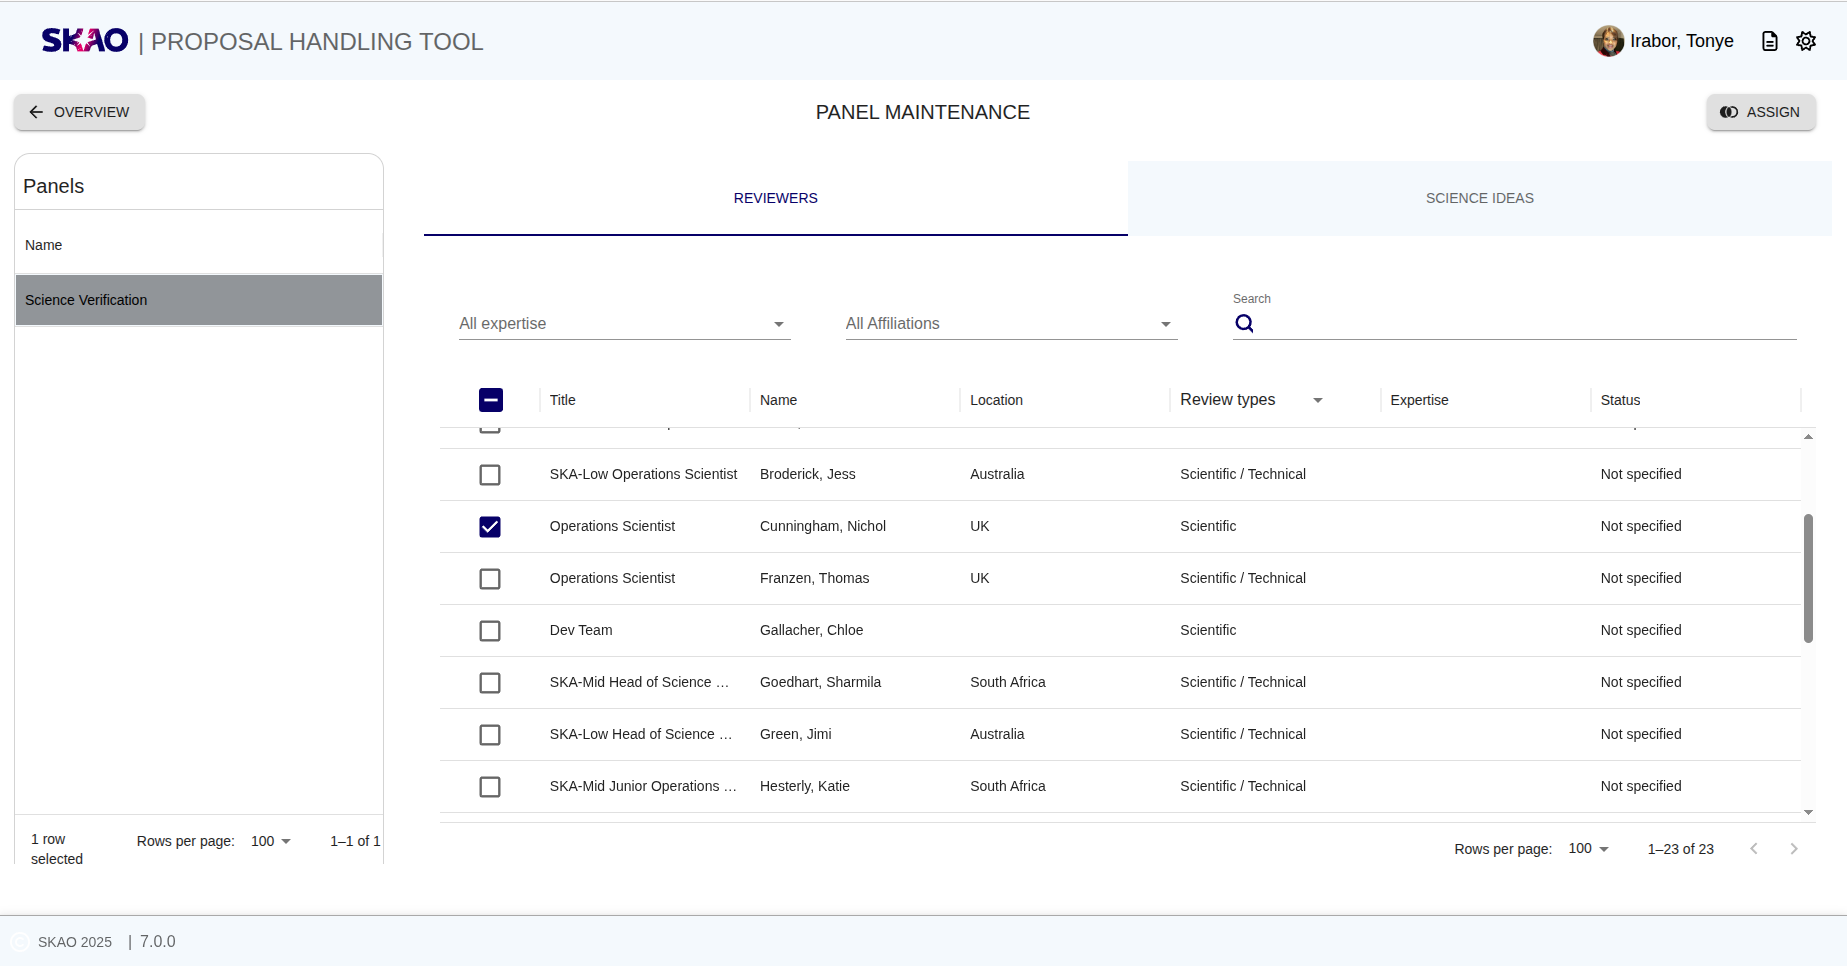 SKAO | PROPOSAL HANDLING TOOL
Irabor, Tonye
OVERVIEW
PANEL MAINTENANCE
ASSIGN
Panels
Name
Science Verification
1 row selected
Rows per page: 100
1–1 of 1
REVIEWERS
SCIENCE IDEAS
All expertise
All Affiliations
Search
Title Name Location Review types Expertise Status
SKA-Low Operations Scientist Broderick, Jess Australia Scientific / Technical Not specified
Operations Scientist Cunningham, Nichol UK Scientific Not specified
Operations Scientist Franzen, Thomas UK Scientific / Technical Not specified
Dev Team Gallacher, Chloe Scientific Not specified
SKA-Mid Head of Science … Goedhart, Sharmila South Africa Scientific / Technical Not specified
SKA-Low Head of Science … Green, Jimi Australia Scientific / Technical Not specified
SKA-Mid Junior Operations … Hesterly, Katie South Africa Scientific / Technical Not specified
Rows per page: 100 1–23 of 23
© SKAO 2025 | 7.0.0